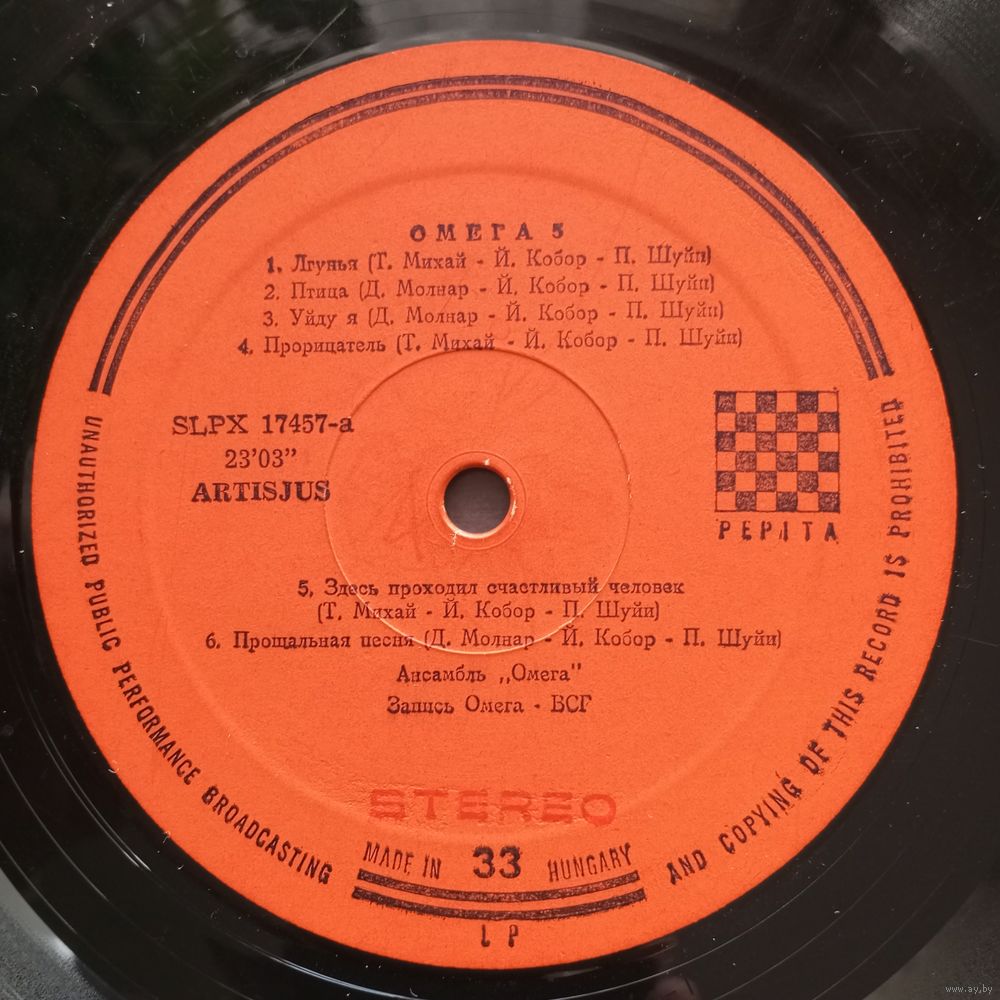 ОМЕГА 5
1. Лгунья (Т. Михай - Й. Кобор - П. Шуйи)
2. Птица (Д. Молнар - Й. Кобор - П. Шуйи)
3. Уйду я (Д. Молнар - Й. Кобор - П. Шуйи)
4. Прорицатель (Т. Михай - Й. Кобор - П. Шуйи)
SLPX 17457-a
23'03”
ARTISJUS
PEPITA
5, Здесь проходил счастливый человек
(Т. Михай - Й. Кобор - П. Шуйи)
6. Прощальная песня (Д. Молнар - Й. Кобор - П. Шуйи)
Ансамбль ,,Омега”
Запись Омега - БСГ
STEREO
MADE IN 33 HUNGARY
LP
UNAUTHORIZED PUBLIC PERFORMANCE BROADCASTING
AND COPYING OF THIS RECORD IS PROHIBITED
www.ay.by